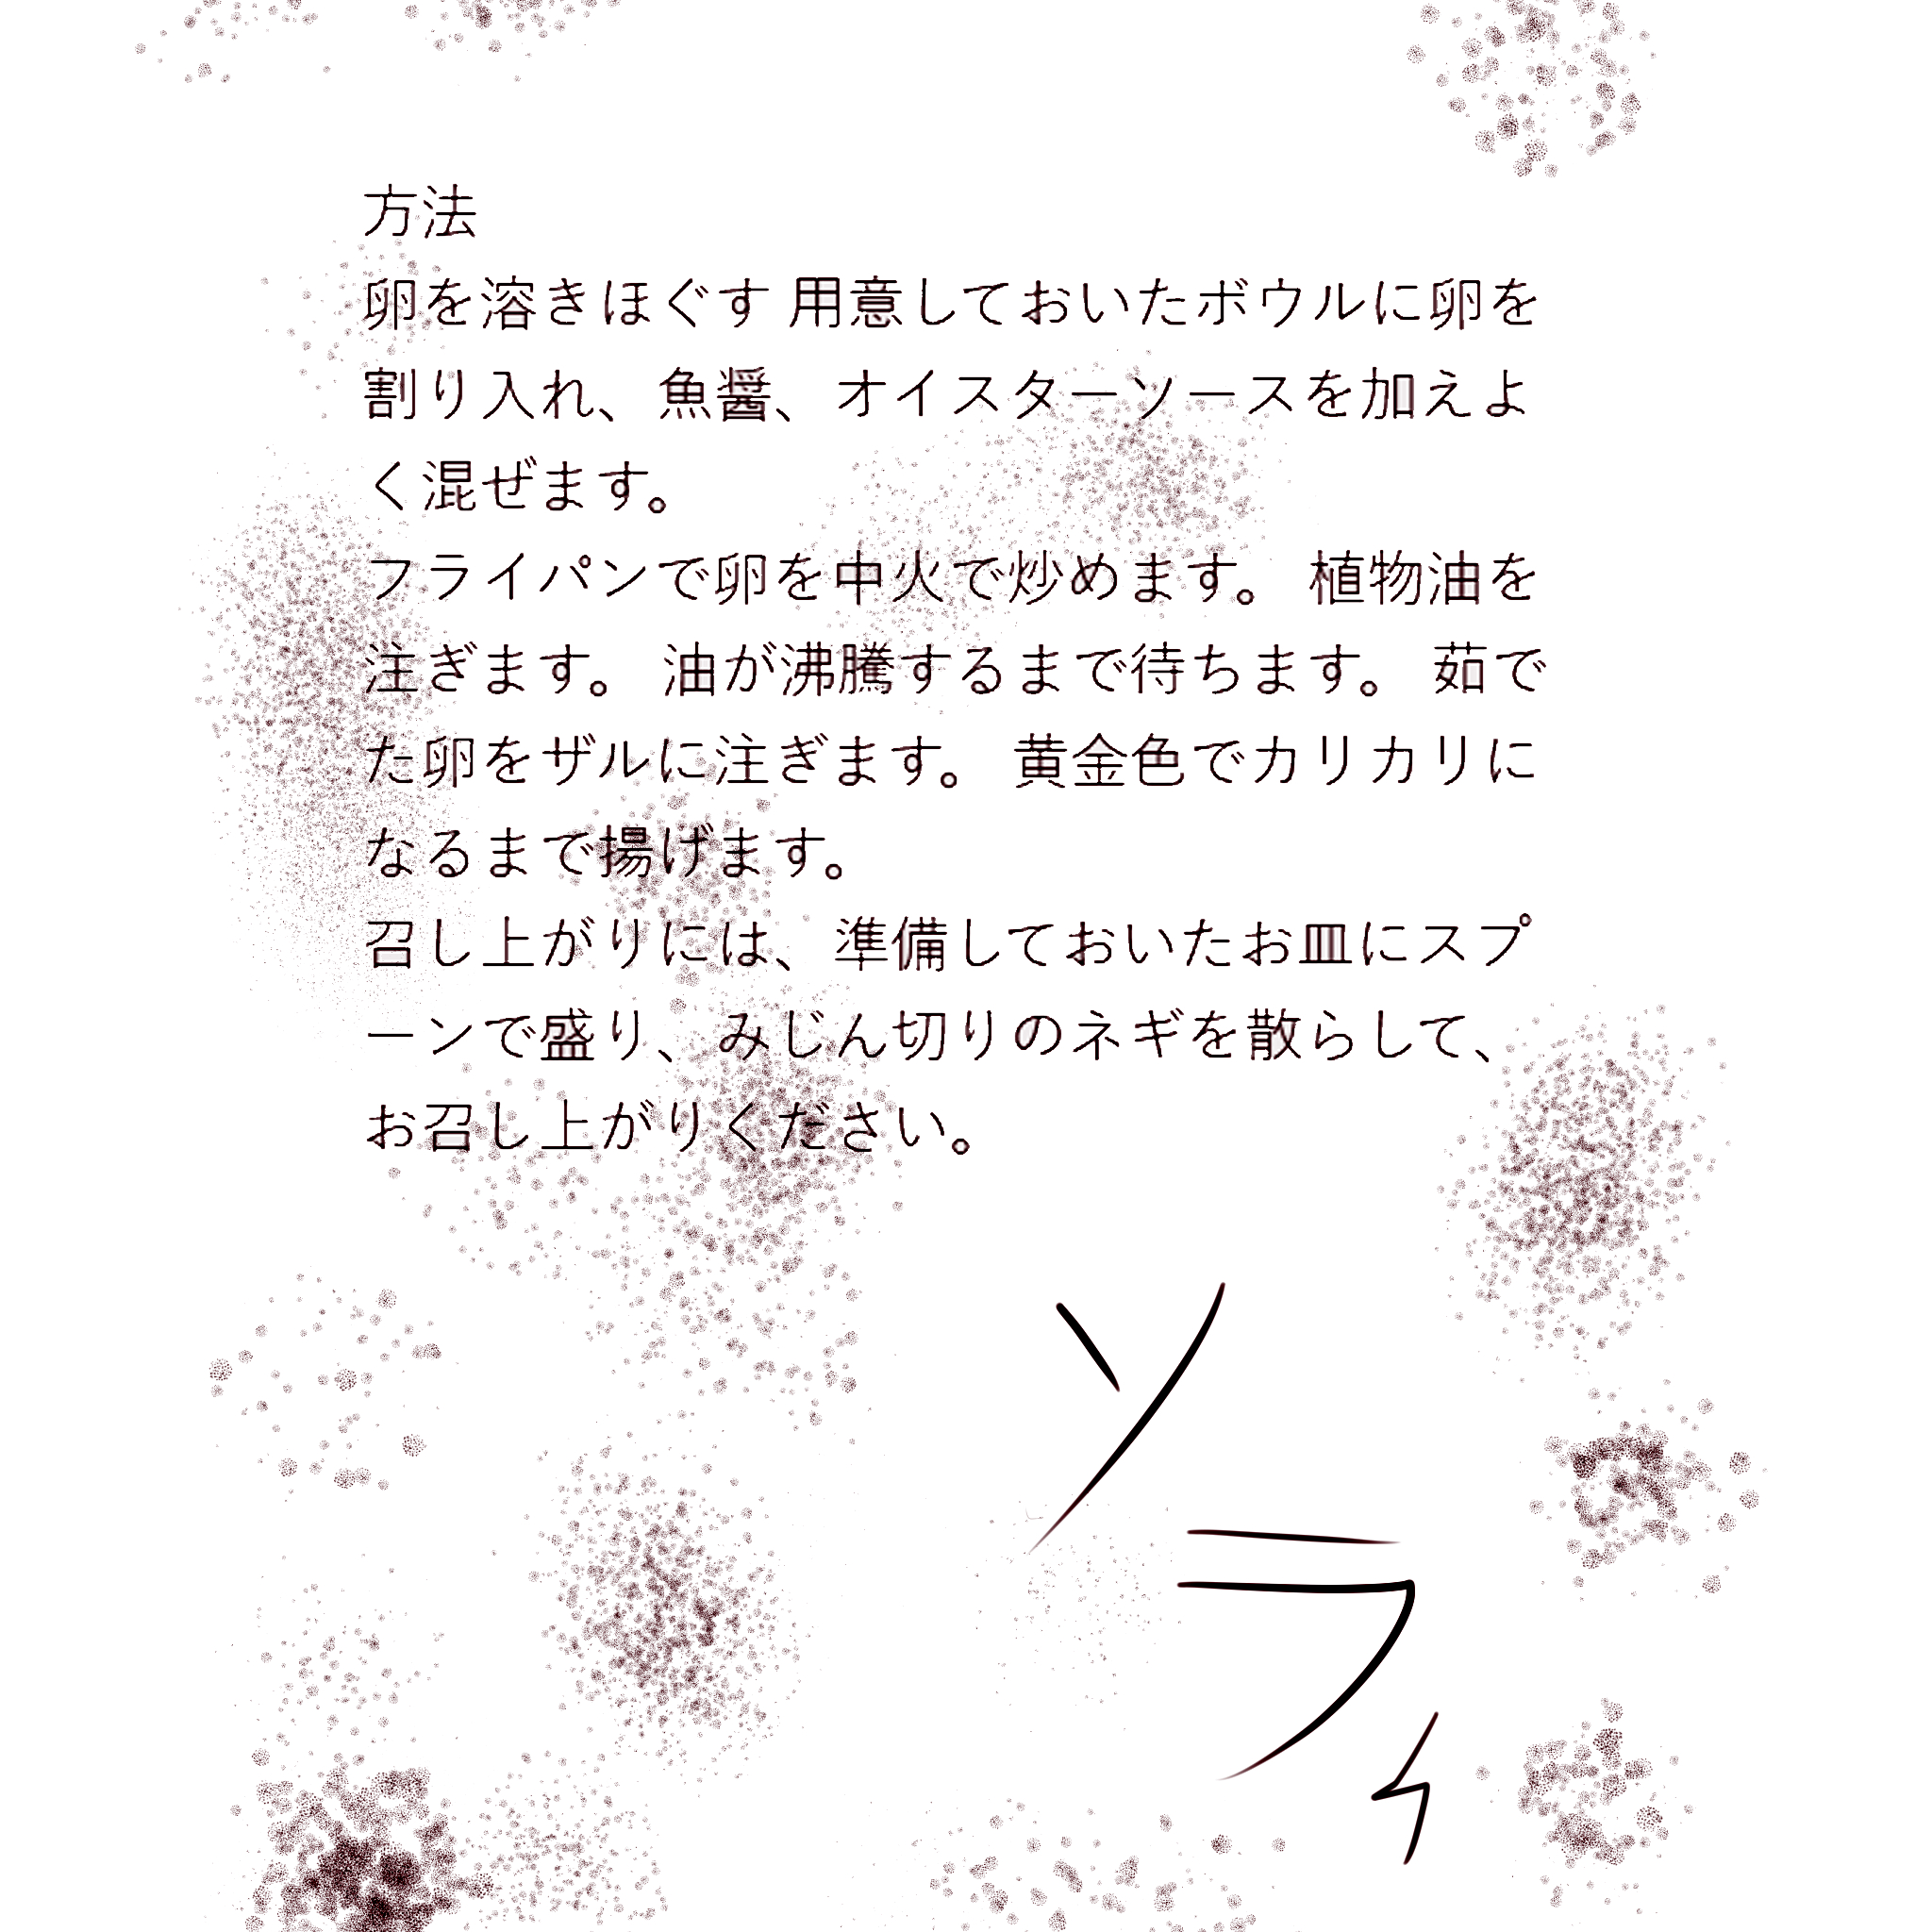 方法
卵を溶きほぐす 用意しておいたボウルに卵を
割り入れ、魚醤、オイスターソースを加えよ
く混ぜます。
フライパンで卵を中火で炒めます。 植物油を
注ぎます。 油が沸騰するまで待ちます。 茹で
た卵をザルに注ぎます。 黄金色でカリカリに
なるまで揚げます。
召し上がりには、準備しておいたお皿にスプ
ーンで盛り、みじん切りのネギを散らして、
お召し上がりください。
ソラ